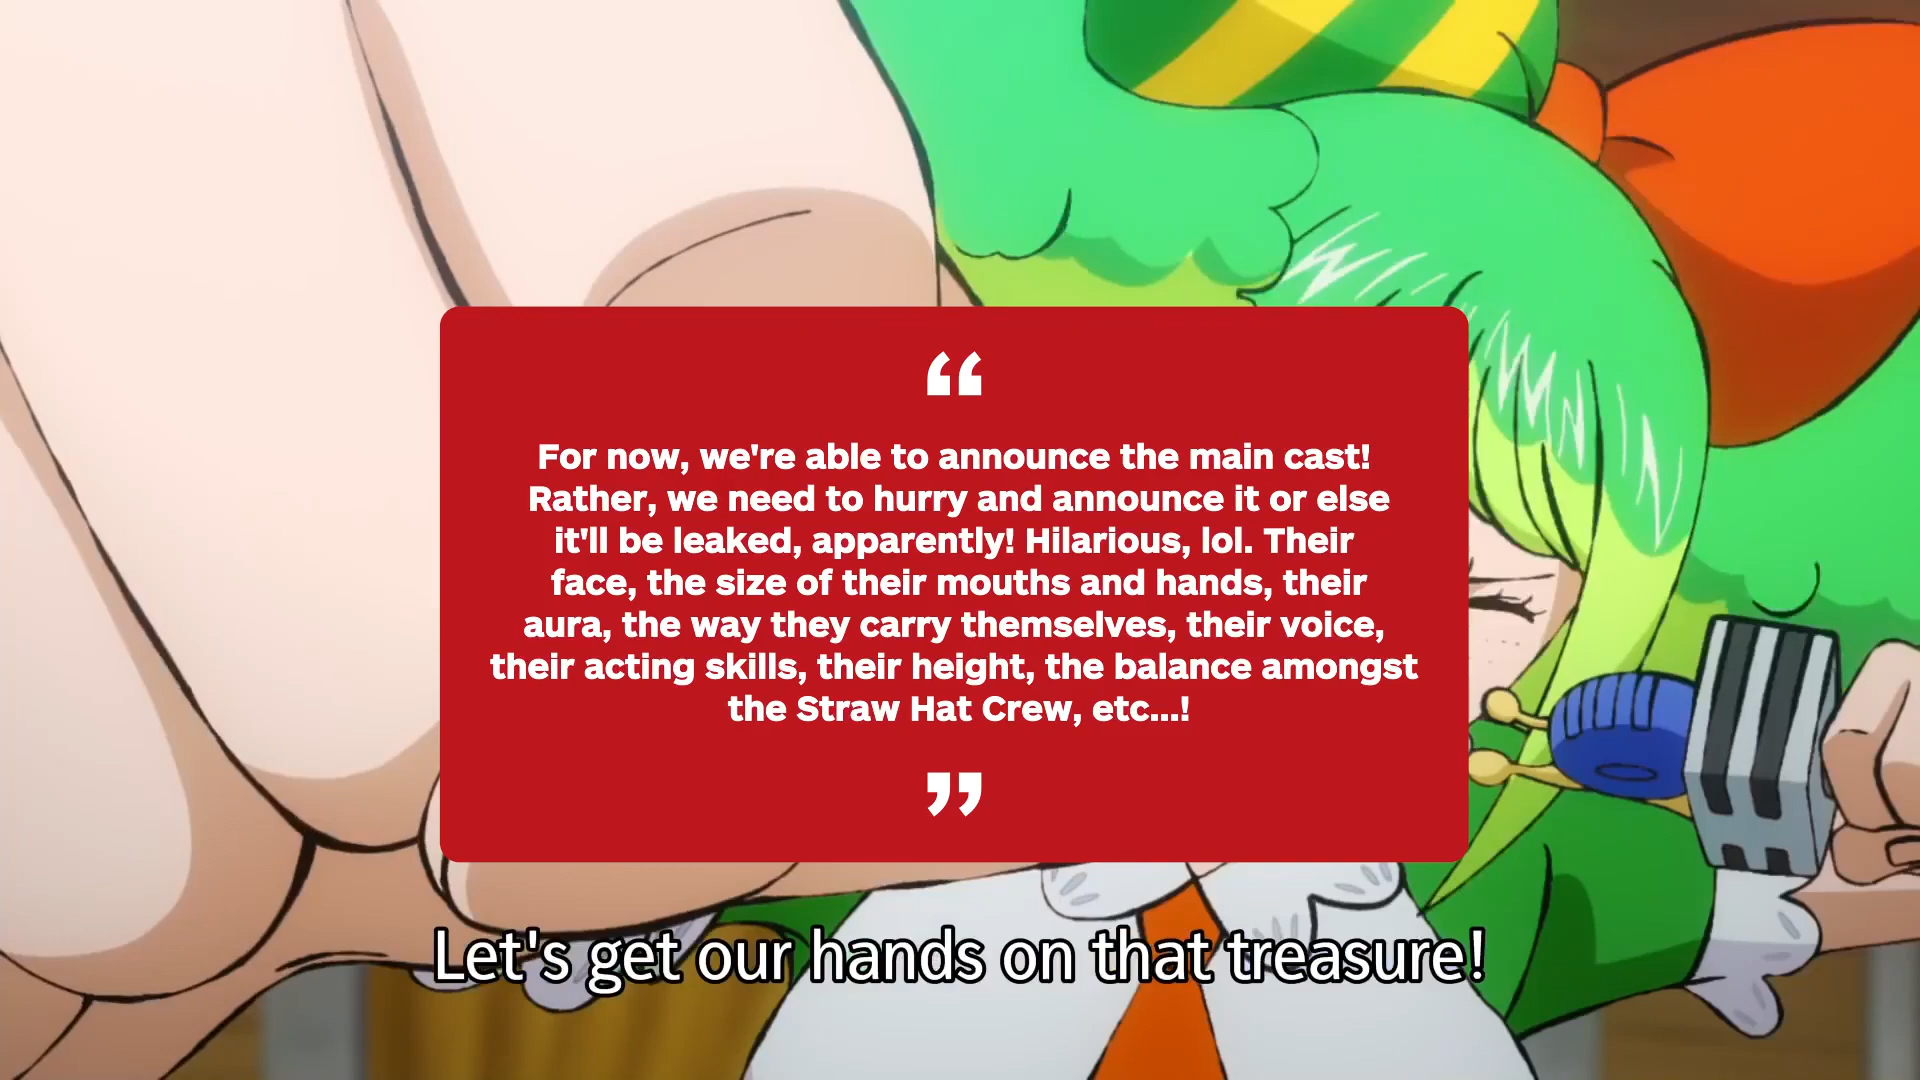 “
For now, we're able to announce the main cast!
Rather, we need to hurry and announce it or else
it'll be leaked, apparently! Hilarious, lol. Their
face, the size of their mouths and hands, their
aura, the way they carry themselves, their voice,
their acting skills, their height, the balance amongst
the Straw Hat Crew, etc...!
”
Let's get our hands on that treasure!